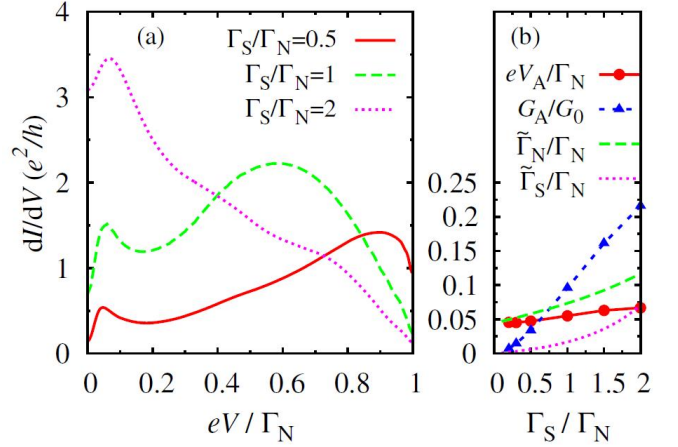 (a)
Γ_S/Γ_N=0.5
Γ_S/Γ_N=1
Γ_S/Γ_N=2
dI/dV (e²/h)
4
3
2
1
0
0 0.2 0.4 0.6 0.8 1
eV / Γ_N
(b)
eV_A/Γ_N
G_A/G_0
Γ̃_N/Γ_N
Γ̃_S/Γ_N
0.25
0.2
0.15
0.1
0.05
0
0 0.5 1 1.5 2
Γ_S / Γ_N